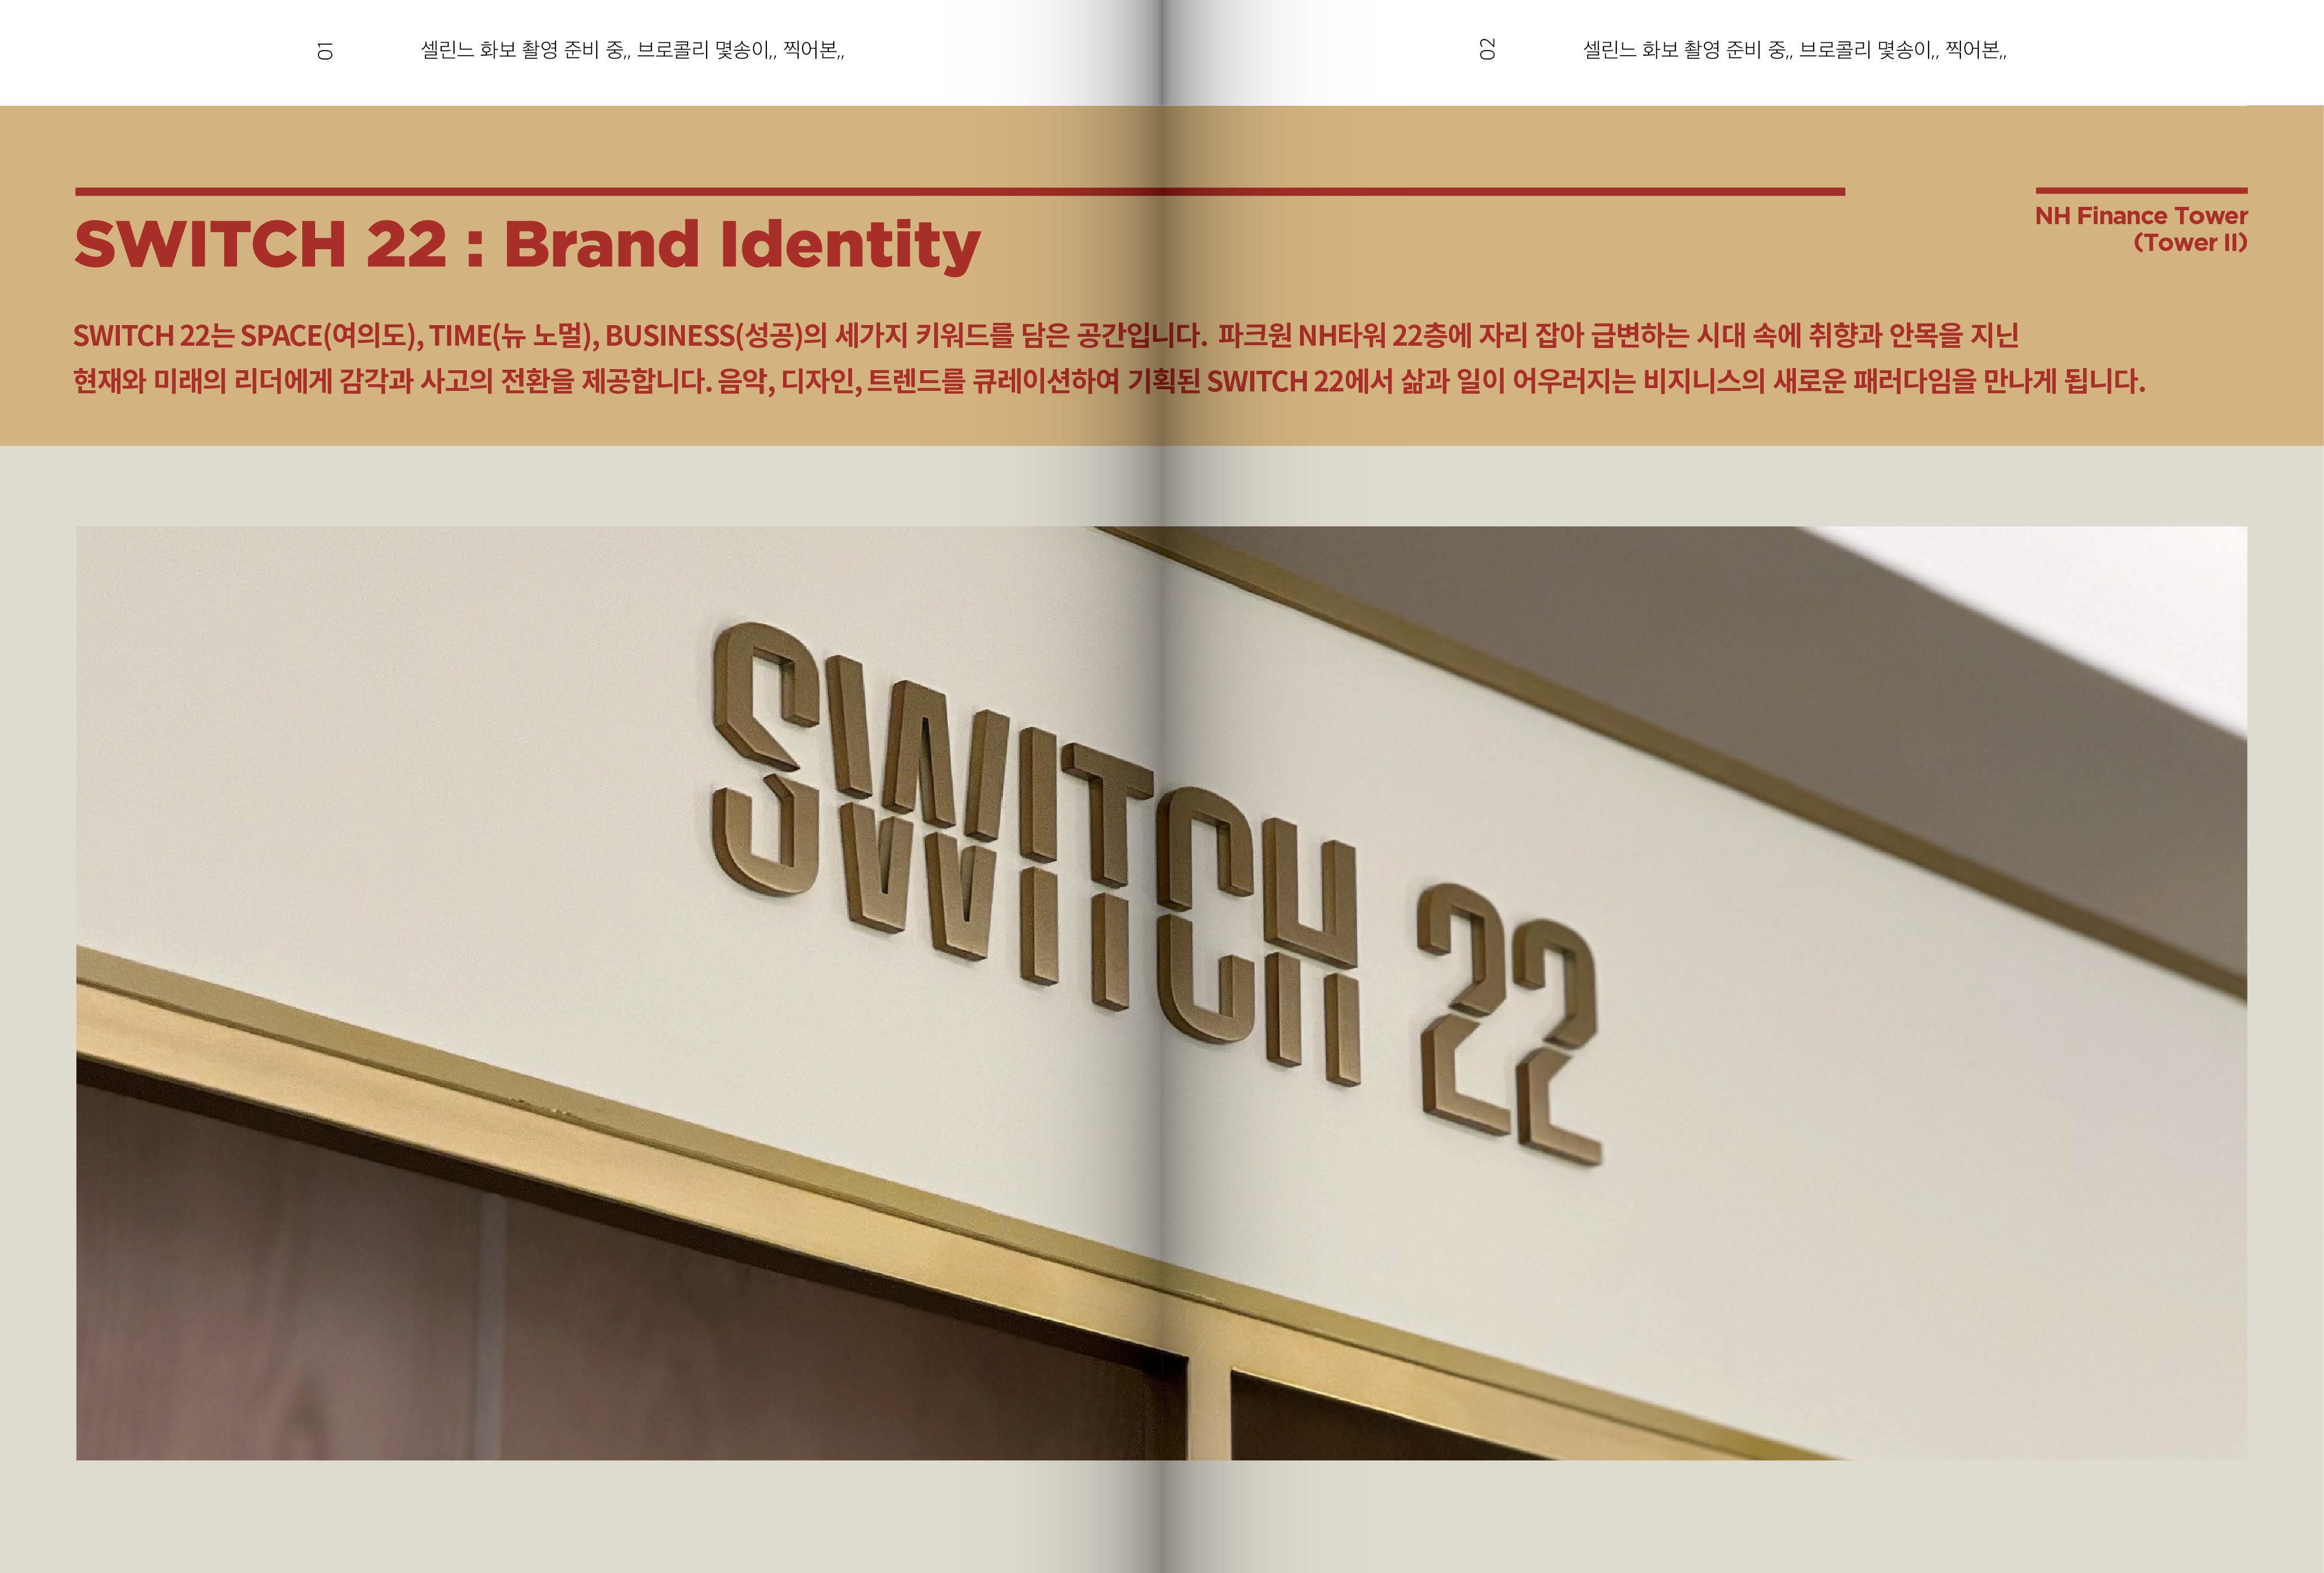 01
셀린느 화보 촬영 준비 중,, 브로콜리 몇송이,, 찍어본,,
02
셀린느 화보 촬영 준비 중,, 브로콜리 몇송이,, 찍어본,,
SWITCH 22 : Brand Identity
NH Finance Tower
(Tower II)
SWITCH 22는 SPACE(여의도), TIME(뉴 노멀), BUSINESS(성공)의 세가지 키워드를 담은 공간입니다. 파크원 NH타워 22층에 자리 잡아 급변하는 시대 속에 취향과 안목을 지닌
현재와 미래의 리더에게 감각과 사고의 전환을 제공합니다. 음악, 디자인, 트렌드를 큐레이션하여 기획된 SWITCH 22에서 삶과 일이 어우러지는 비지니스의 새로운 패러다임을 만나게 됩니다.
SWITCH 22